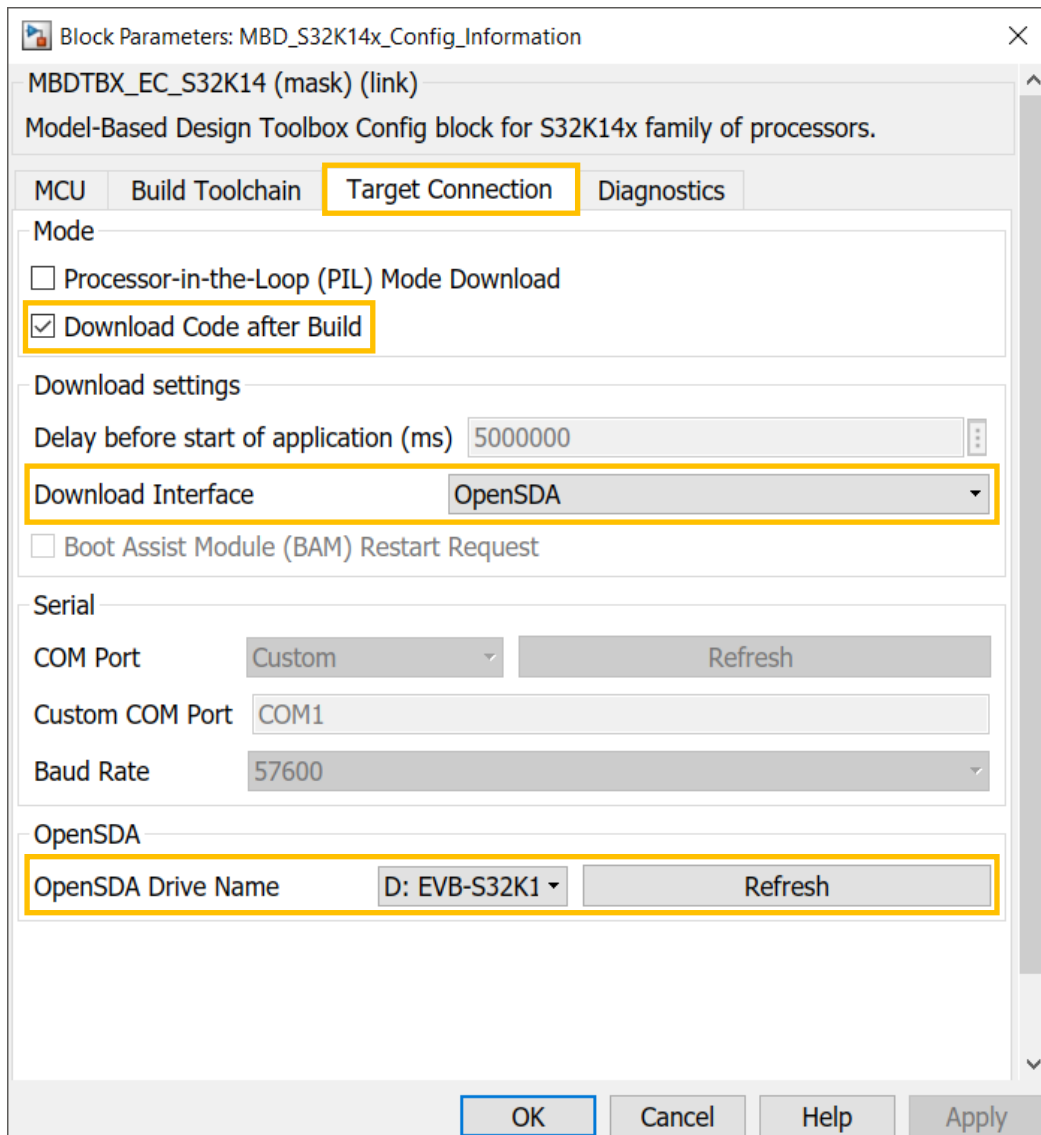 Block Parameters: MBD_S32K14x_Config_Information
MBDTBX_EC_S32K14 (mask) (link)
Model-Based Design Toolbox Config block for S32K14x family of processors.
MCU Build Toolchain Target Connection Diagnostics
Mode
Processor-in-the-Loop (PIL) Mode Download
Download Code after Build
Download settings
Delay before start of application (ms) 5000000
Download Interface OpenSDA
Boot Assist Module (BAM) Restart Request
Serial
COM Port Custom Refresh
Custom COM Port COM1
Baud Rate 57600
OpenSDA
OpenSDA Drive Name D: EVB-S32K1 Refresh
OK Cancel Help Apply